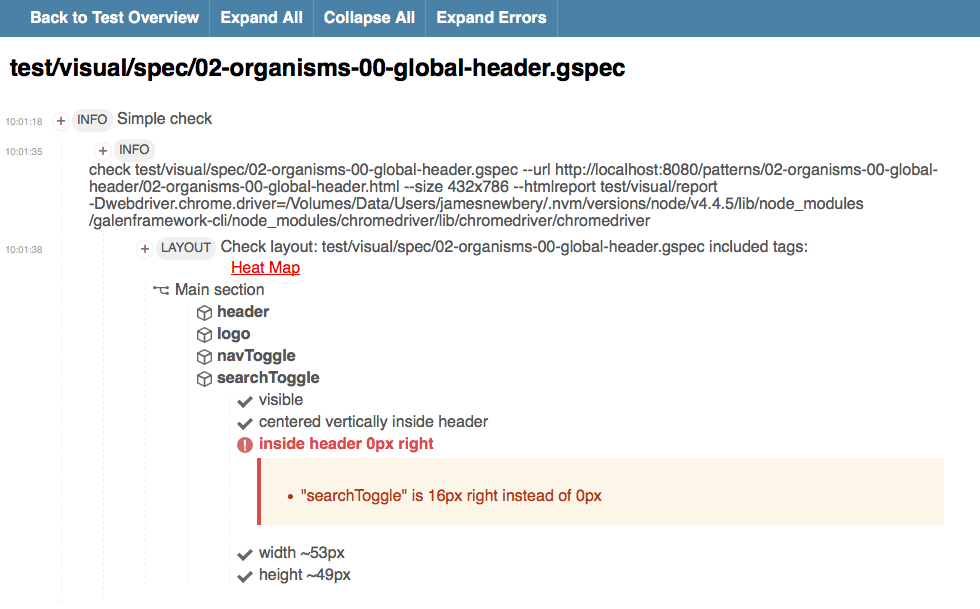 Back to Test Overview Expand All Collapse All Expand Errors
test/visual/spec/02-organisms-00-global-header.gspec
10:01:18 + INFO Simple check
10:01:35 + INFO
check test/visual/spec/02-organisms-00-global-header.gspec --url http://localhost:8080/patterns/02-organisms-00-global-
header/02-organisms-00-global-header.html --size 432x786 --htmlreport test/visual/report
-Dwebdriver.chrome.driver=/Volumes/Data/Users/jamesnewbery/.nvm/versions/node/v4.4.5/lib/node_modules
/galenframework-cli/node_modules/chromedriver/lib/chromedriver/chromedriver
10:01:38 + LAYOUT Check layout: test/visual/spec/02-organisms-00-global-header.gspec included tags:
Heat Map
Main section
header
logo
navToggle
searchToggle
visible
centered vertically inside header
inside header 0px right
• "searchToggle" is 16px right instead of 0px
width ~53px
height ~49px